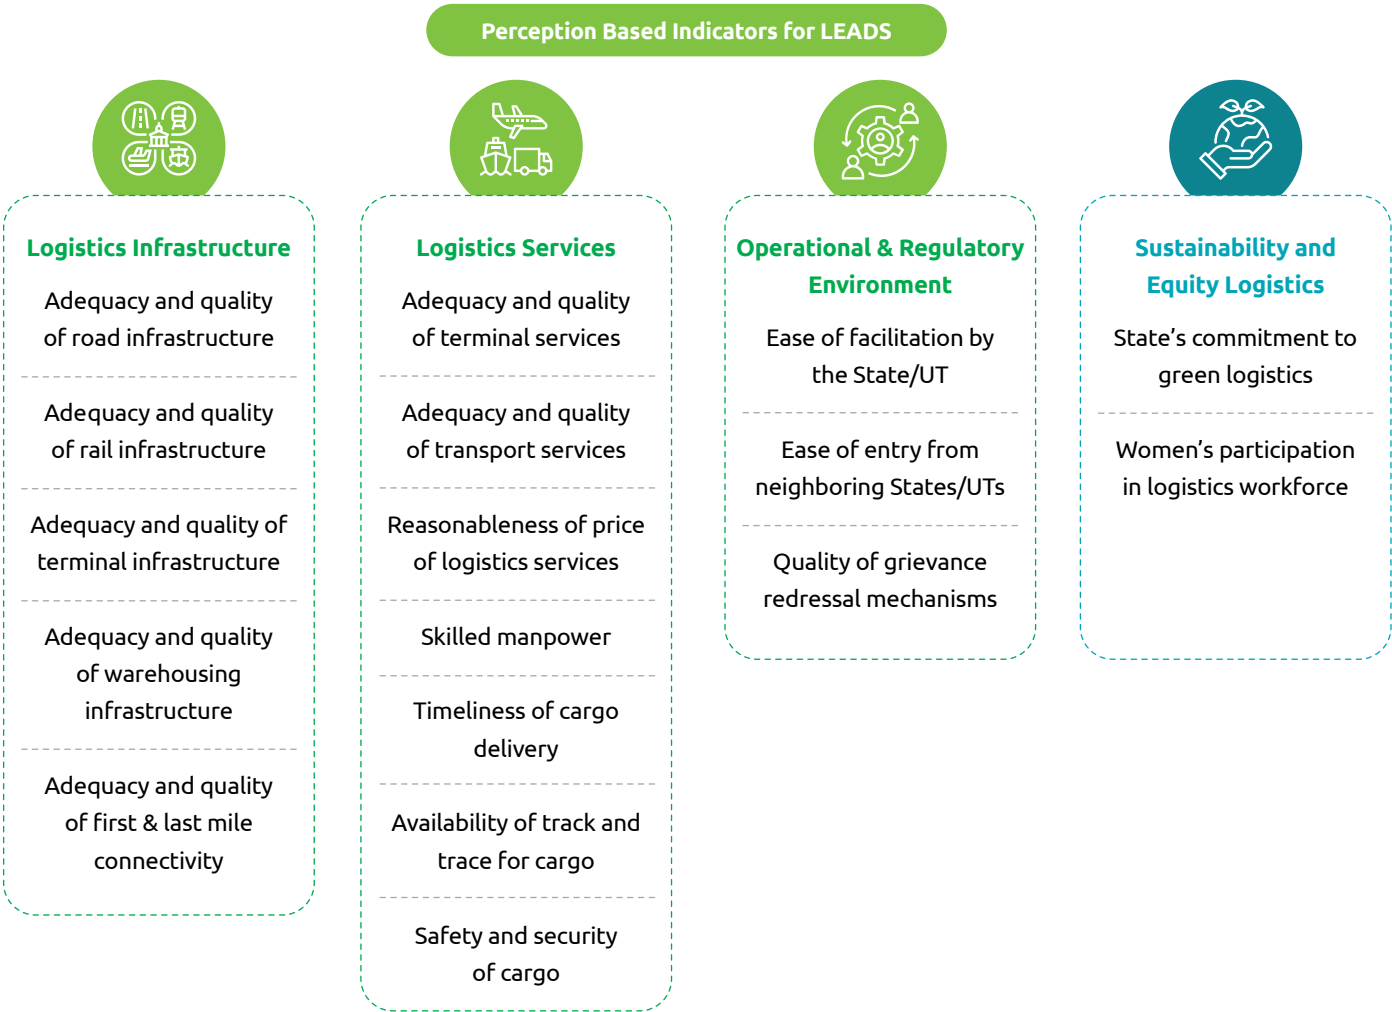 Perception Based Indicators for LEADS
Logistics Infrastructure
Adequacy and quality
of road infrastructure
Adequacy and quality
of rail infrastructure
Adequacy and quality of
terminal infrastructure
Adequacy and quality
of warehousing
infrastructure
Adequacy and quality
of first & last mile
connectivity
Logistics Services
Adequacy and quality
of terminal services
Adequacy and quality
of transport services
Reasonableness of price
of logistics services
Skilled manpower
Timeliness of cargo
delivery
Availability of track and
trace for cargo
Safety and security
of cargo
Operational & Regulatory
Environment
Ease of facilitation by
the State/UT
Ease of entry from
neighboring States/UTs
Quality of grievance
redressal mechanisms
Sustainability and
Equity Logistics
State’s commitment to
green logistics
Women’s participation
in logistics workforce